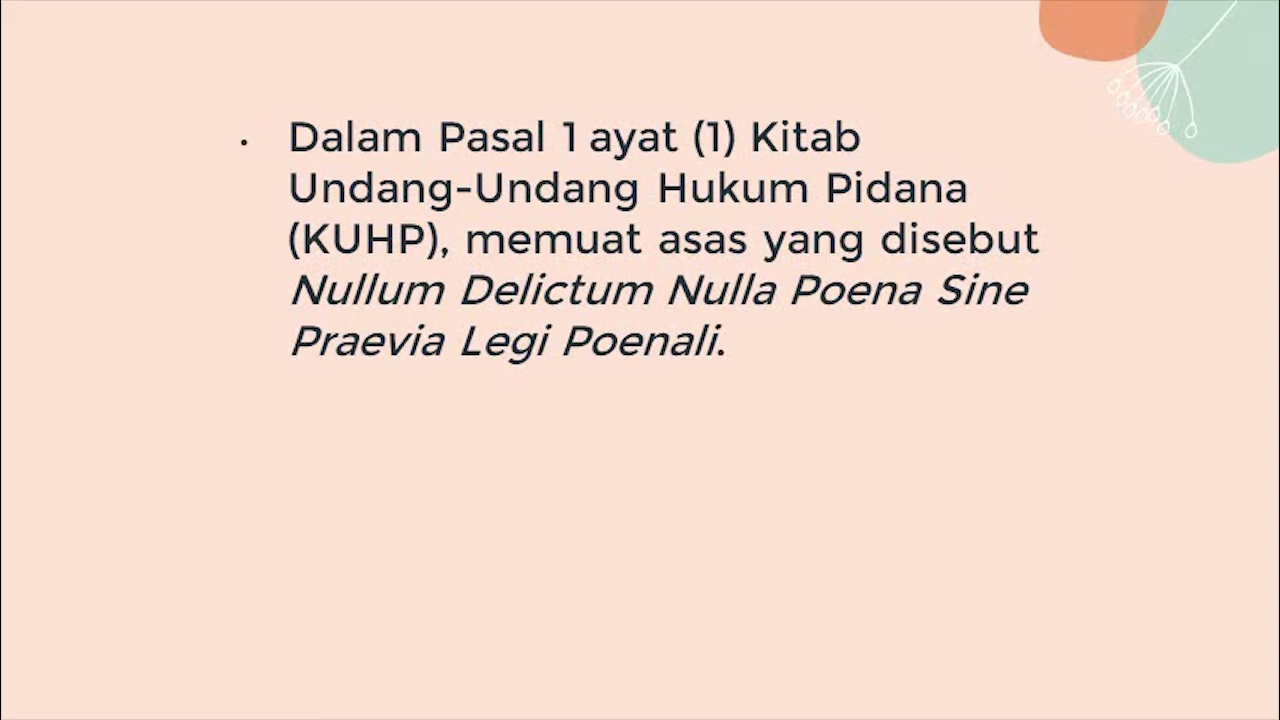 • Dalam Pasal 1 ayat (1) Kitab
Undang-Undang Hukum Pidana
(KUHP), memuat asas yang disebut
Nullum Delictum Nulla Poena Sine
Praevia Legi Poenali.